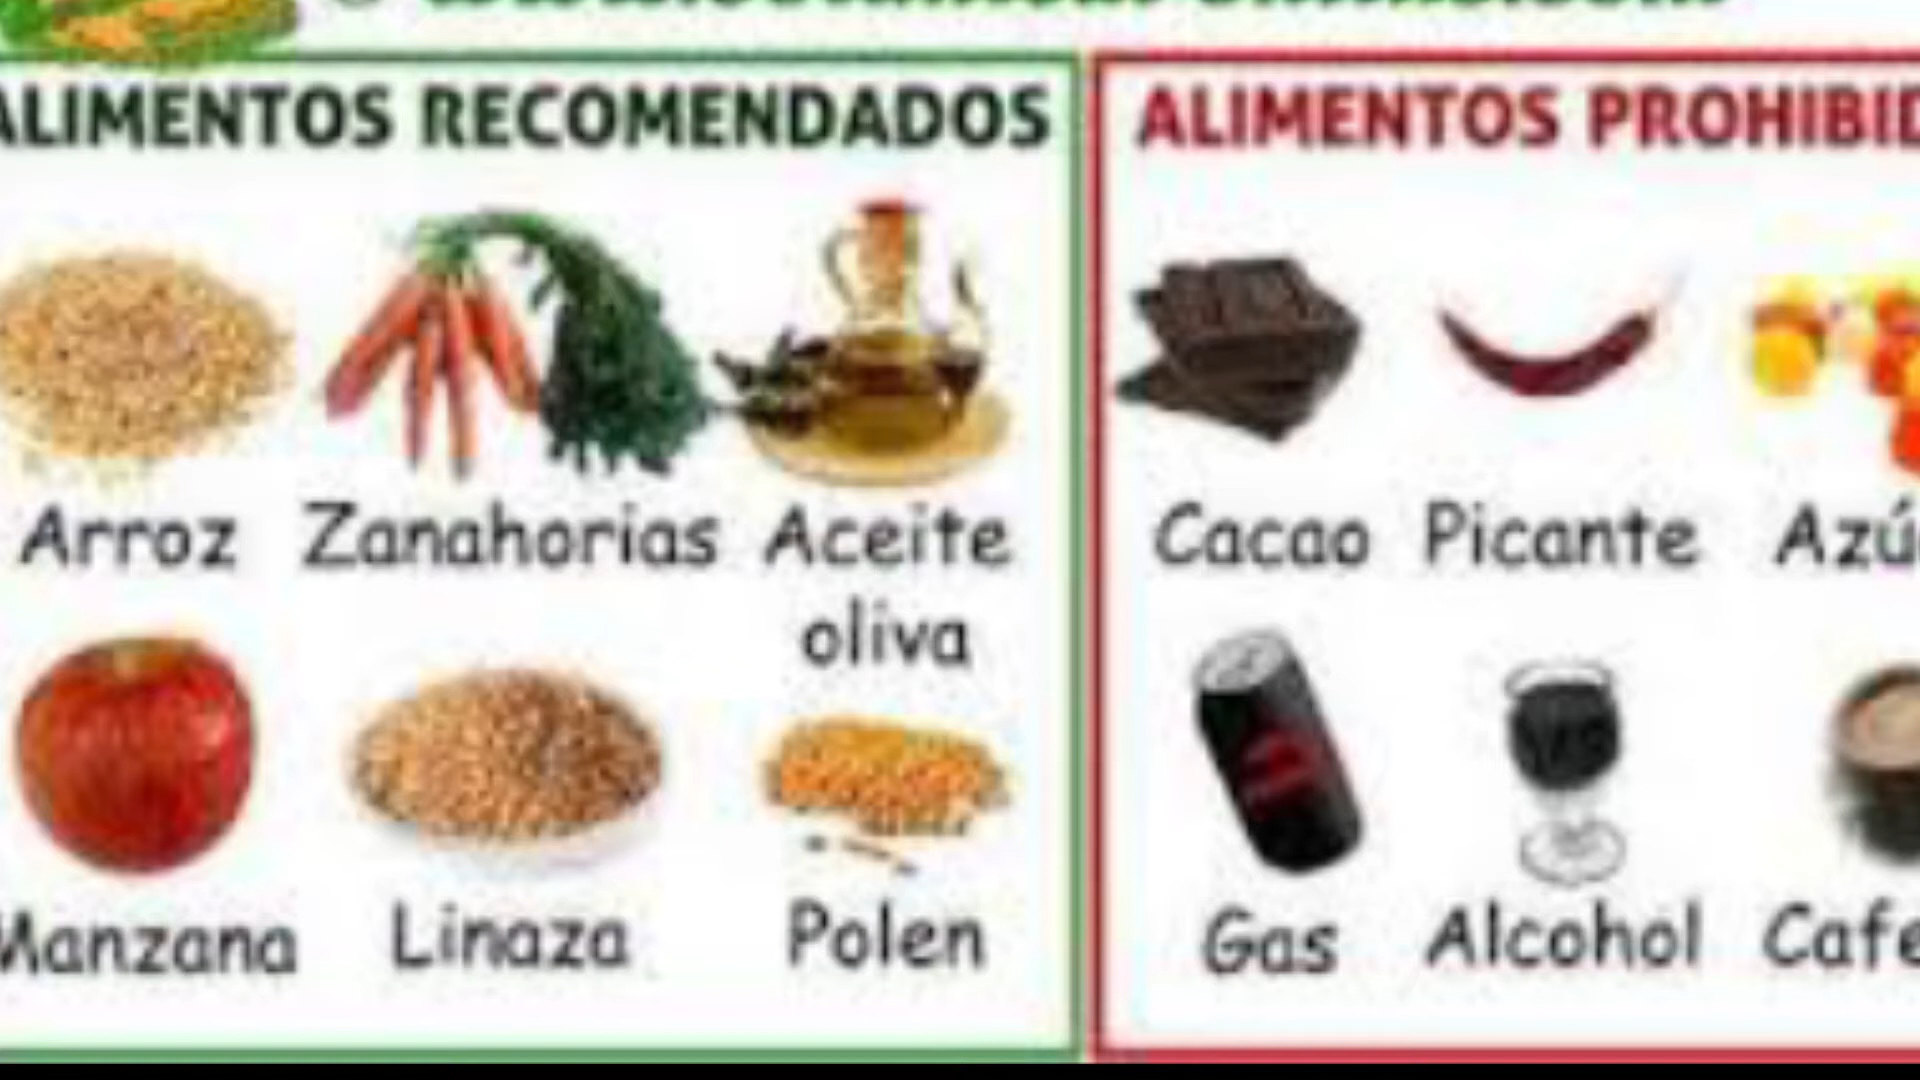 ALIMENTOS RECOMENDADOS
Arroz Zanahorias Aceite
oliva
Manzana Linaza Polen
ALIMENTOS PROHIBID
Cacao Picante Azú
Gas Alcohol Cafe